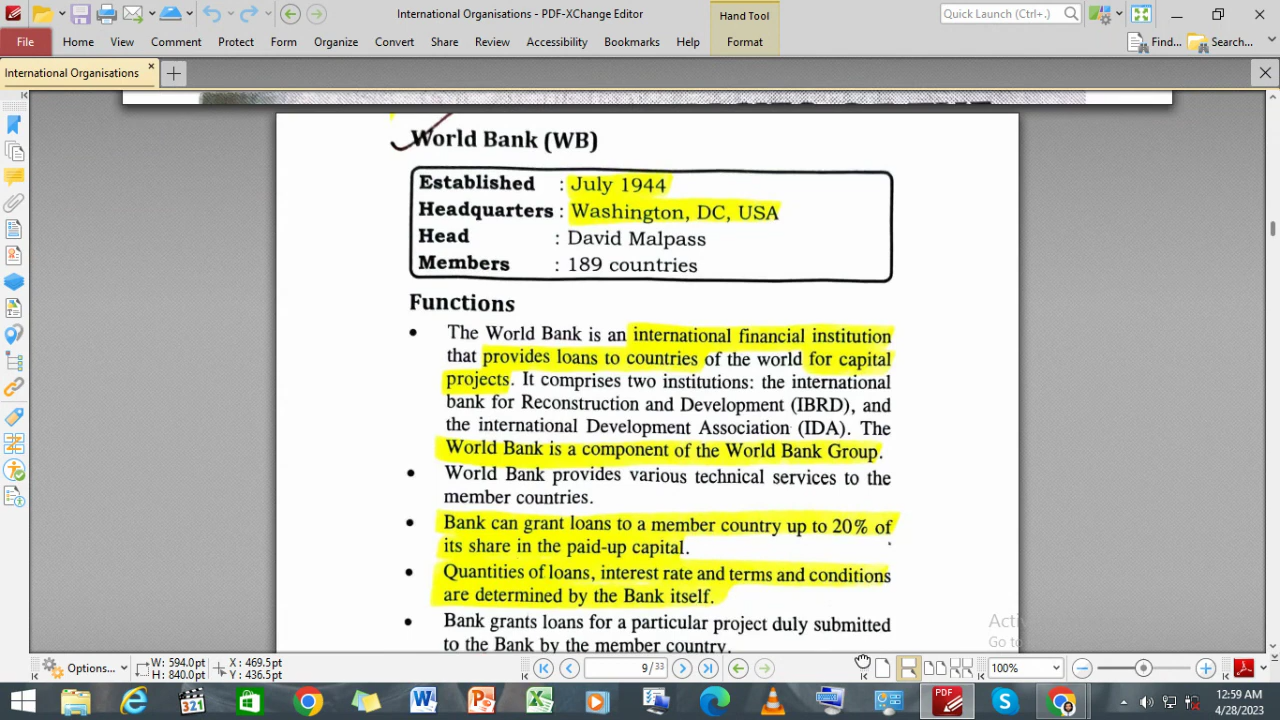 International Organisations - PDF-XChange Editor
Hand Tool
Quick Launch (Ctrl+.)
File Home View Comment Protect Form Organize Convert Share Review Accessibility Bookmarks Help Format
Find... Search...
International Organisations
World Bank (WB)
Established : July 1944
Headquarters : Washington, DC, USA
Head : David Malpass
Members : 189 countries
Functions
• The World Bank is an international financial institution
that provides loans to countries of the world for capital
projects. It comprises two institutions: the international
bank for Reconstruction and Development (IBRD), and
the international Development Association (IDA). The
World Bank is a component of the World Bank Group.
• World Bank provides various technical services to the
member countries.
• Bank can grant loans to a member country up to 20% of
its share in the paid-up capital.
• Quantities of loans, interest rate and terms and conditions
are determined by the Bank itself.
• Bank grants loans for a particular project duly submitted
to the Bank by the member country.
Go to
Options...
W: 594.0pt
H: 840.0pt
X: 469.5pt
Y: 436.5pt
9 / 33
100%
321
PDF
12:59 AM
4/28/2023